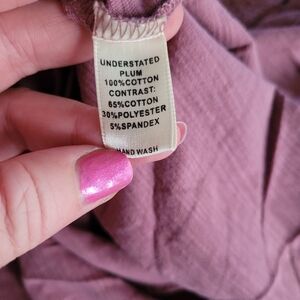 UNDERSTATED
PLUM
100%COTTON
CONTRAST:
65%COTTON
30%POLYESTER
5%SPANDEX
HAND WASH